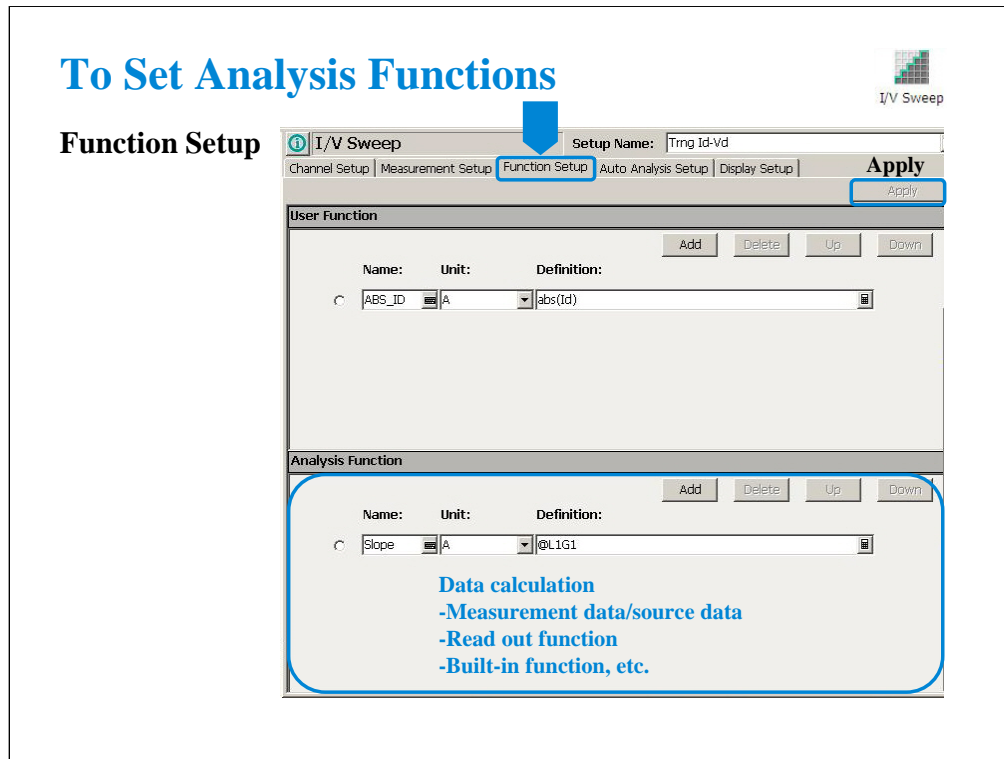 To Set Analysis Functions
I/V Sweep
Function Setup
I/V Sweep Setup Name: Trng Id-Vd
Channel Setup Measurement Setup Function Setup Auto Analysis Setup Display Setup Apply
Apply
User Function
Add Delete Up Down
Name: Unit: Definition:
ABS_ID A abs(Id)
Analysis Function
Add Delete Up Down
Name: Unit: Definition:
Slope A @L1G1
Data calculation
-Measurement data/source data
-Read out function
-Built-in function, etc.